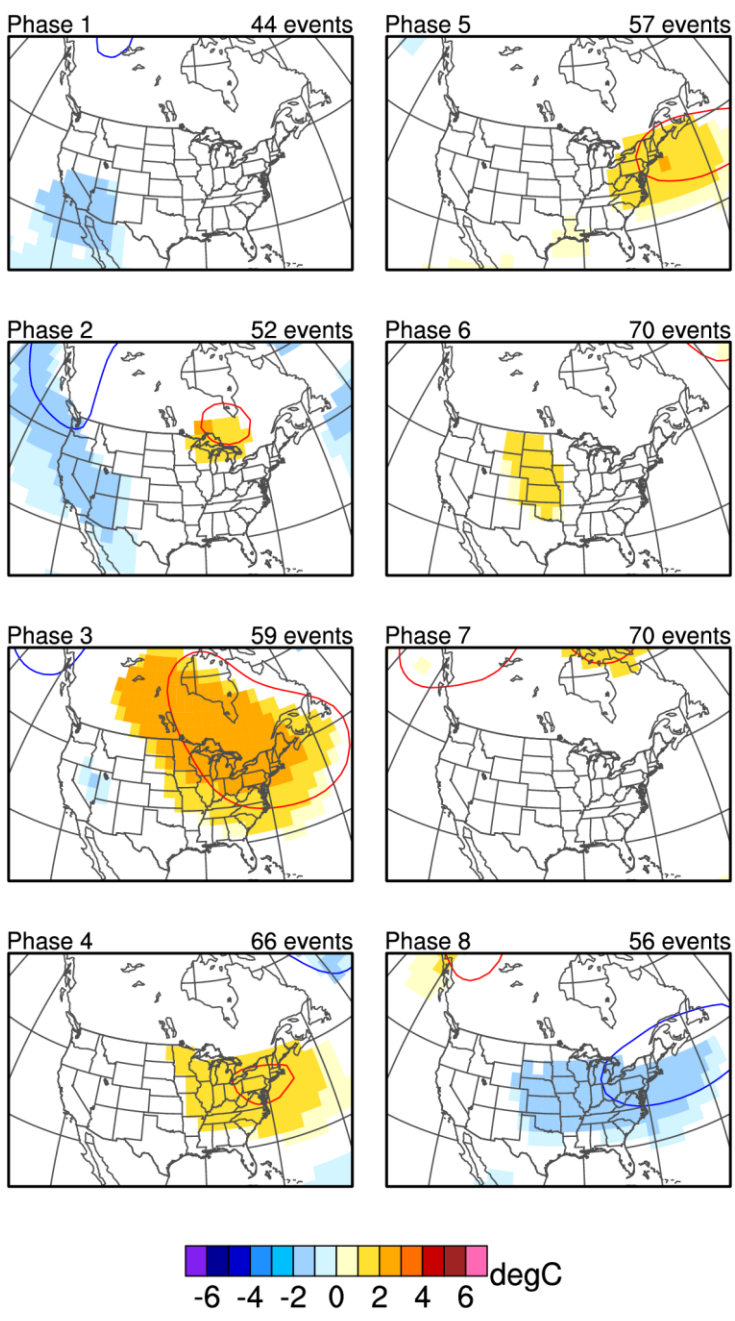 Phase 1 44 events
Phase 5 57 events
Phase 2 52 events
Phase 6 70 events
Phase 3 59 events
Phase 7 70 events
Phase 4 66 events
Phase 8 56 events
degC
-6 -4 -2 0 2 4 6